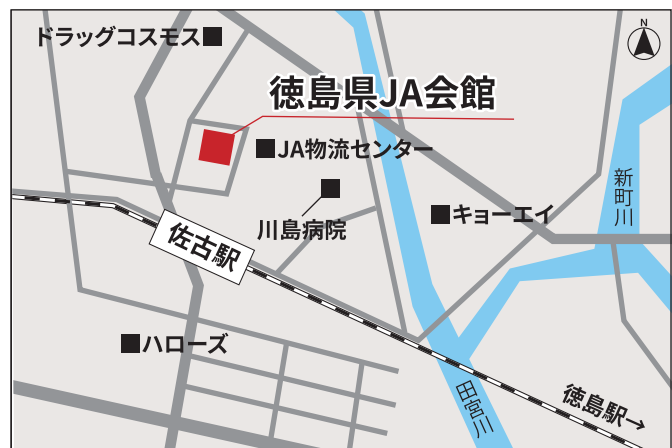 ドラッグコスモス
N
徳島県JA会館
JA物流センター
新町川
川島病院
キョーエイ
佐古駅
ハローズ
田宮川
徳島駅→